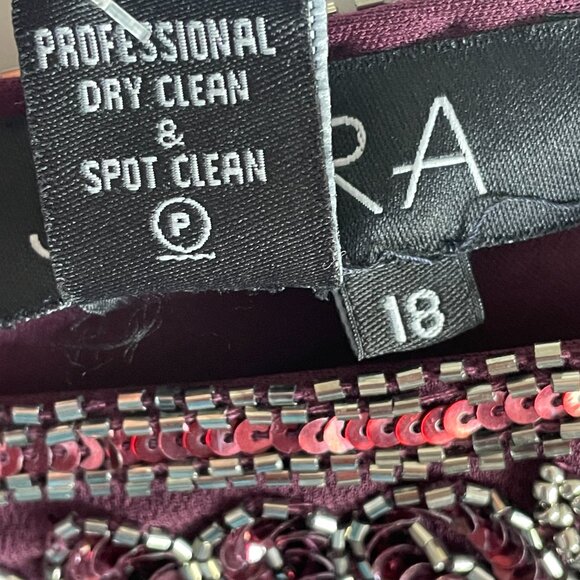 PROFESSIONAL
DRY CLEAN
&
SPOT CLEAN
P
RA
18